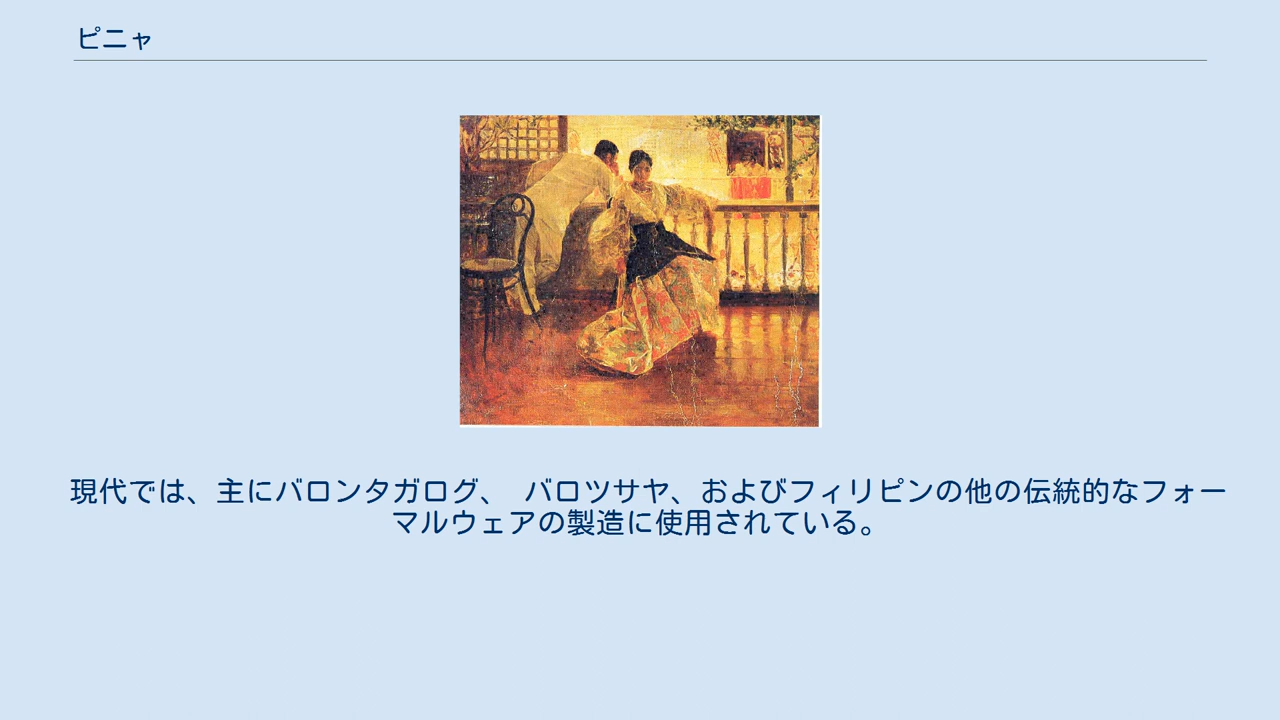 ピニャ
現代では、主にバロンタガログ、 バロツサヤ、およびフィリピンの他の伝統的なフォー
マルウェアの製造に使用されている。